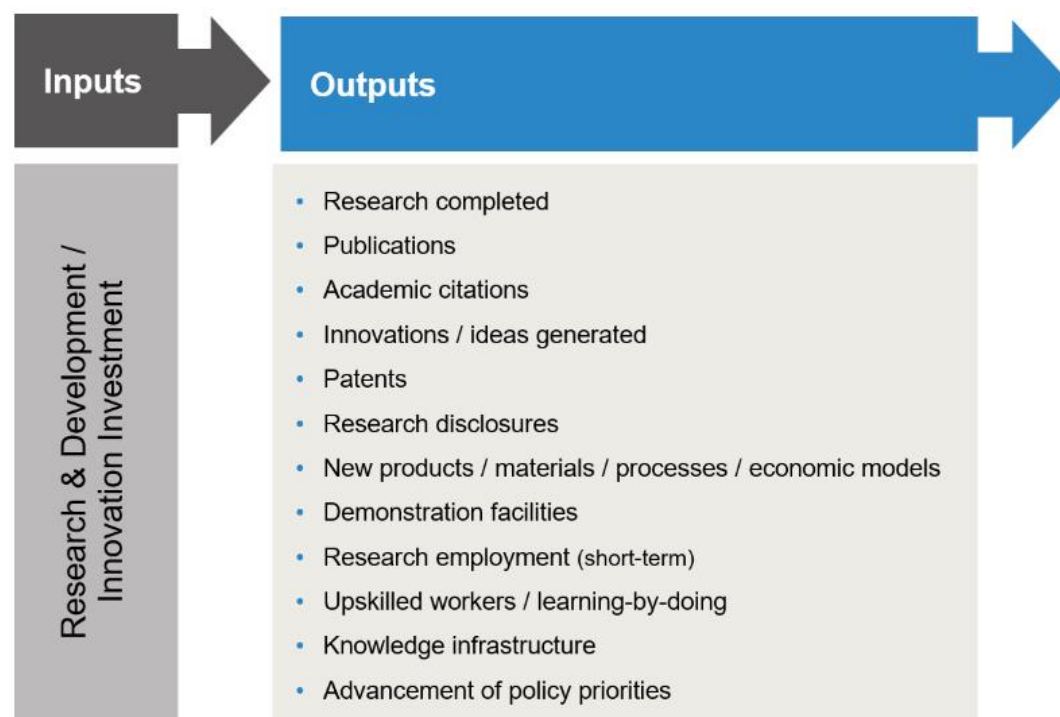 Inputs
Outputs
Research & Development /
Innovation Investment
• Research completed
• Publications
• Academic citations
• Innovations / ideas generated
• Patents
• Research disclosures
• New products / materials / processes / economic models
• Demonstration facilities
• Research employment (short-term)
• Upskilled workers / learning-by-doing
• Knowledge infrastructure
• Advancement of policy priorities